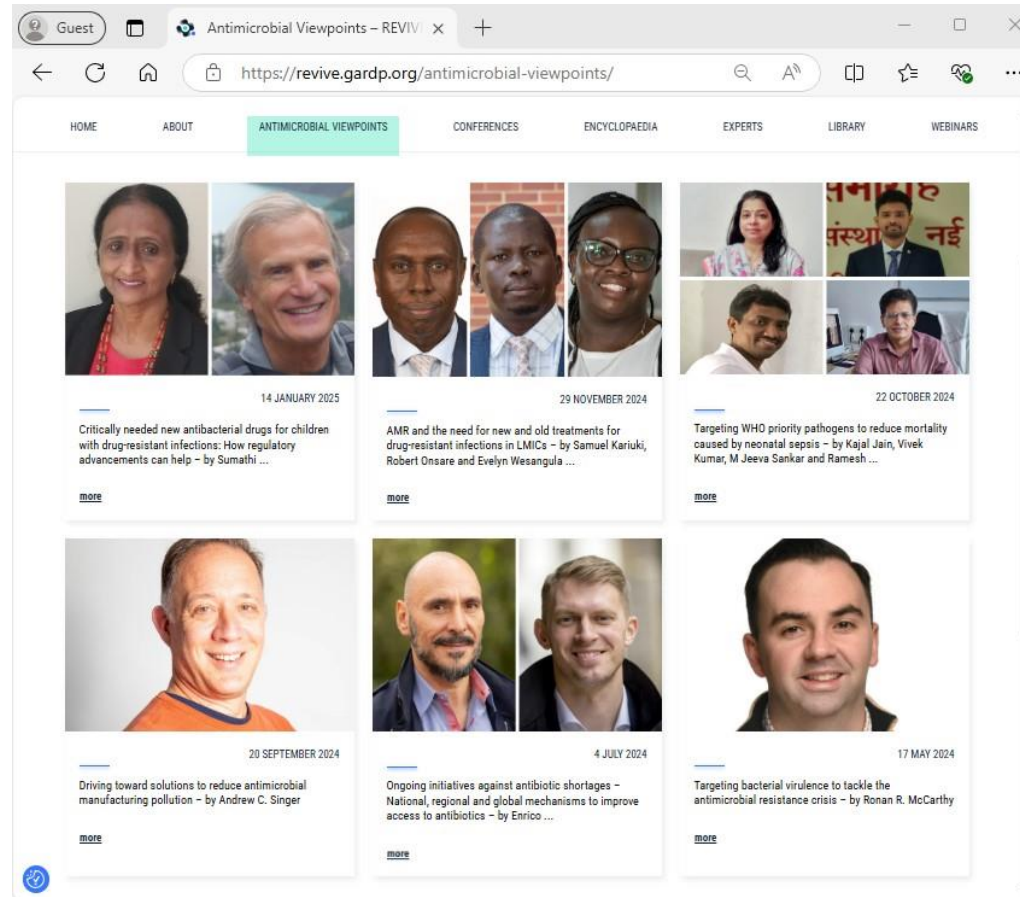 Guest
Antimicrobial Viewpoints – REVIV
https://revive.gardp.org/antimicrobial-viewpoints/
HOME ABOUT ANTIMICROBIAL VIEWPOINTS CONFERENCES ENCYCLOPAEDIA EXPERTS LIBRARY WEBINARS
नई
14 JANUARY 2025
Critically needed new antibacterial drugs for children
with drug-resistant infections: How regulatory
advancements can help – by Sumathi ...
more
29 NOVEMBER 2024
AMR and the need for new and old treatments for
drug-resistant infections in LMICs – by Samuel Kariuki,
Robert Onsare and Evelyn Wesangula ...
more
22 OCTOBER 2024
Targeting WHO priority pathogens to reduce mortality
caused by neonatal sepsis – by Kajal Jain, Vivek
Kumar, M Jeeva Sankar and Ramesh ...
more
20 SEPTEMBER 2024
Driving toward solutions to reduce antimicrobial
manufacturing pollution – by Andrew C. Singer
more
4 JULY 2024
Ongoing initiatives against antibiotic shortages –
National, regional and global mechanisms to improve
access to antibiotics – by Enrico ...
more
17 MAY 2024
Targeting bacterial virulence to tackle the
antimicrobial resistance crisis – by Ronan R. McCarthy
more